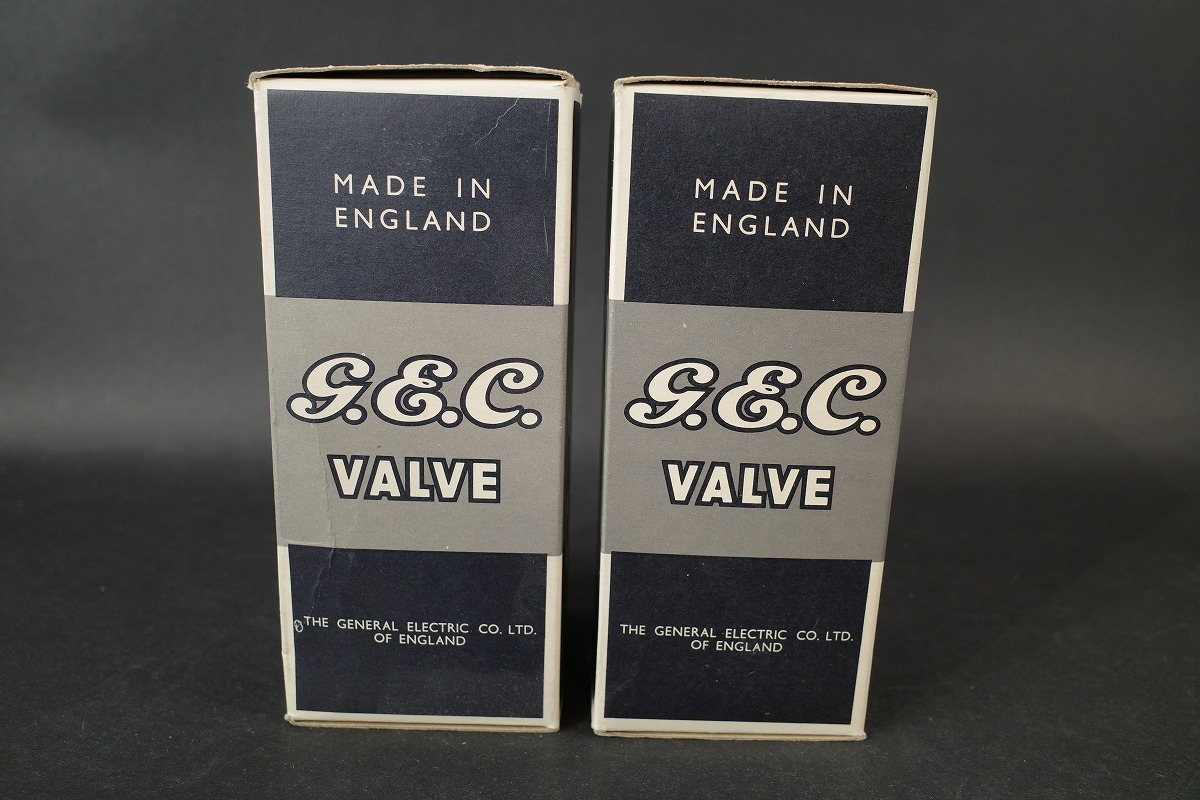 MADE IN
ENGLAND
G.E.C.
VALVE
THE GENERAL ELECTRIC CO. LTD.
OF ENGLAND
MADE IN
ENGLAND
G.E.C.
VALVE
THE GENERAL ELECTRIC CO. LTD.
OF ENGLAND